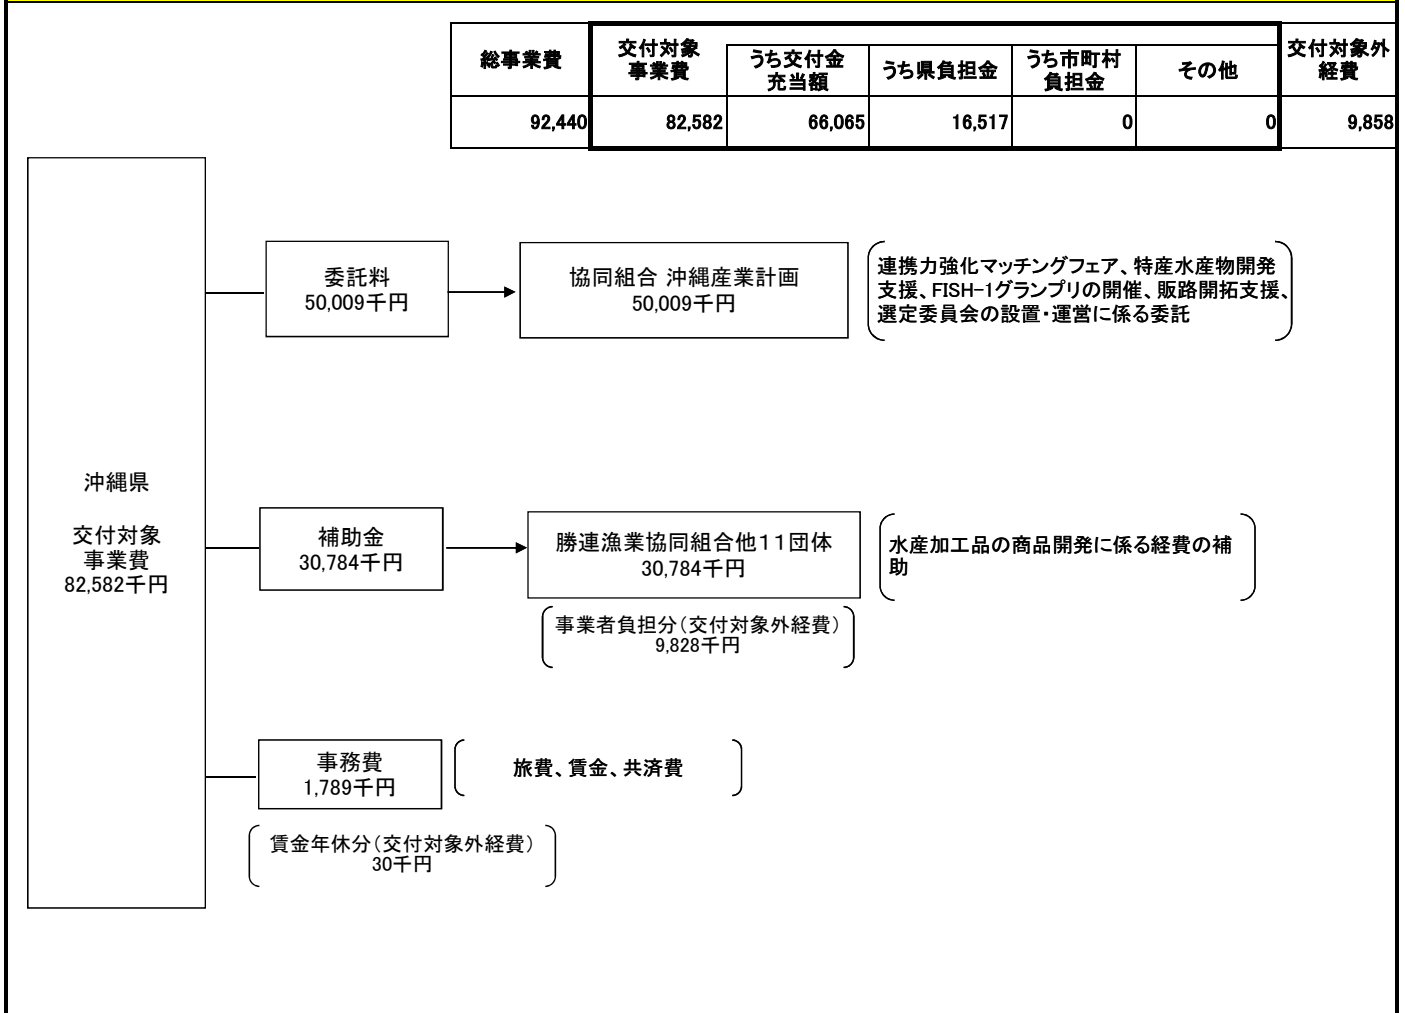 総事業費
交付対象
事業費
うち交付金
充当額
うち県負担金
うち市町村
負担金
その他
交付対象外
経費
92,440
82,582
66,065
16,517
0
0
9,858
沖縄県
交付対象
事業費
82,582千円
委託料
50,009千円
協同組合 沖縄産業計画
50,009千円
連携力強化マッチングフェア、特産水産物開発
支援、FISH-1グランプリの開催、販路開拓支援、
選定委員会の設置・運営に係る委託
補助金
30,784千円
勝連漁業協同組合他11団体
30,784千円
水産加工品の商品開発に係る経費の補
助
事業者負担分(交付対象外経費)
9,828千円
事務費
1,789千円
旅費、賃金、共済費
賃金年休分(交付対象外経費)
30千円